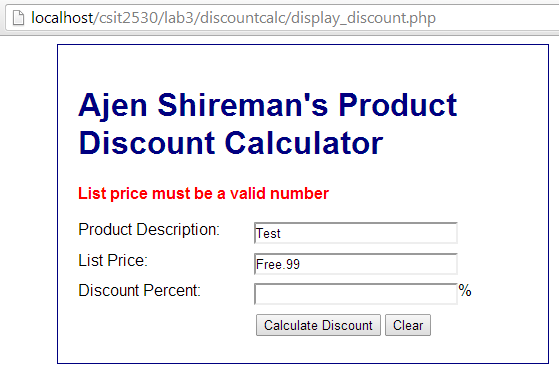 localhost/csit2530/lab3/discountcalc/display_discount.php
Ajen Shireman's Product
Discount Calculator
List price must be a valid number
Product Description: Test
List Price: Free.99
Discount Percent: %
Calculate Discount Clear